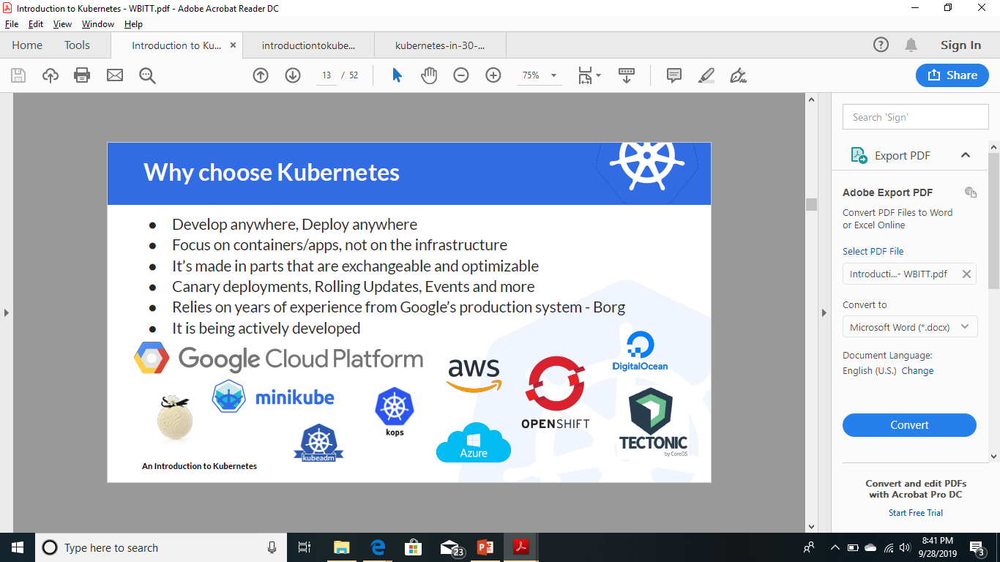 Introduction to Kubernetes - WBITT.pdf - Adobe Acrobat Reader DC
File Edit View Window Help
Home Tools Introduction to Ku... × introductiontokube... kubernetes-in-30-... Sign In
13 / 52 75% Share
Search 'Sign'
Export PDF
Adobe Export PDF
Convert PDF Files to Word
or Excel Online
Select PDF File
Introducti...- WBITT.pdf
Convert to
Microsoft Word (*.docx)
Document Language:
English (U.S.) Change
Convert
Convert and edit PDFs
with Acrobat Pro DC
Start Free Trial
Why choose Kubernetes
● Develop anywhere, Deploy anywhere
● Focus on containers/apps, not on the infrastructure
● It's made in parts that are exchangeable and optimizable
● Canary deployments, Rolling Updates, Events and more
● Relies on years of experience from Google's production system - Borg
● It is being actively developed
Google Cloud Platform
aws
DigitalOcean
minikube
OPENSHIFT
kops
kubeadm
Azure
TECTONIC
by CoreOS
An Introduction to Kubernetes
Type here to search
23
8:41 PM
9/28/2019
3